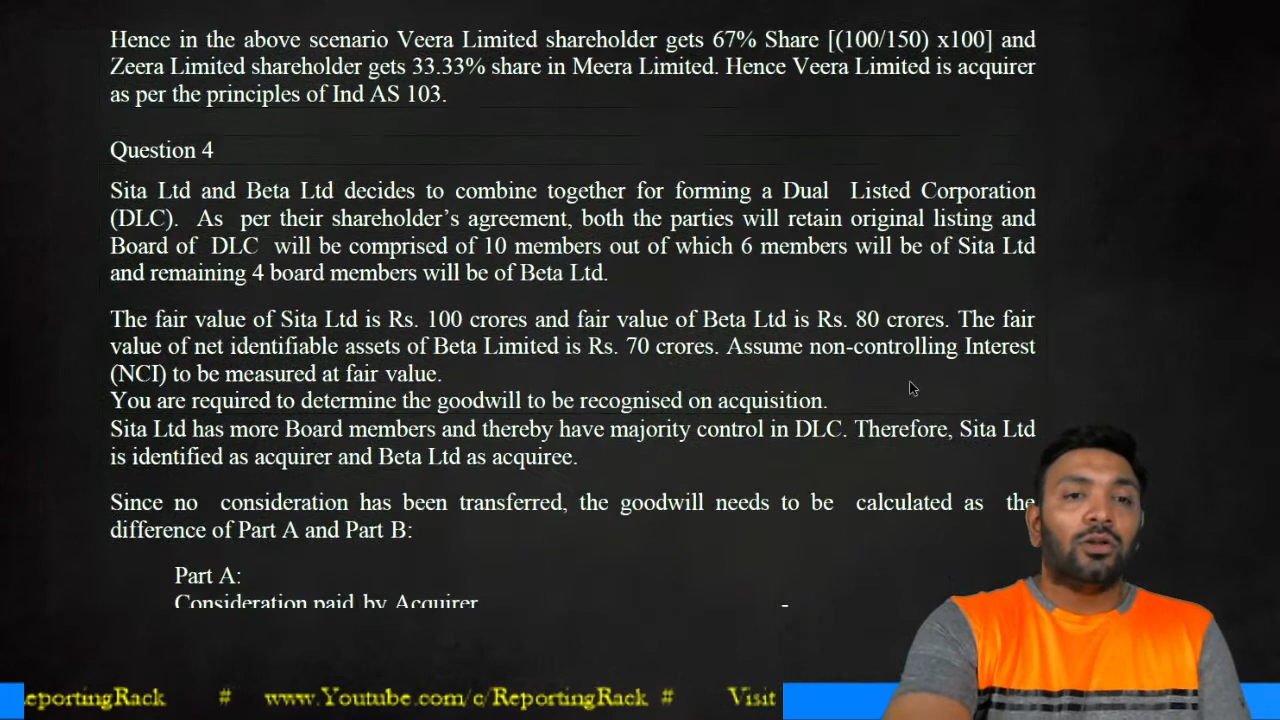 Hence in the above scenario Veera Limited shareholder gets 67% Share [(100/150) x100] and
Zeera Limited shareholder gets 33.33% share in Meera Limited. Hence Veera Limited is acquirer
as per the principles of Ind AS 103.
Question 4
Sita Ltd and Beta Ltd decides to combine together for forming a Dual Listed Corporation
(DLC). As per their shareholder's agreement, both the parties will retain original listing and
Board of DLC will be comprised of 10 members out of which 6 members will be of Sita Ltd
and remaining 4 board members will be of Beta Ltd.
The fair value of Sita Ltd is Rs. 100 crores and fair value of Beta Ltd is Rs. 80 crores. The fair
value of net identifiable assets of Beta Limited is Rs. 70 crores. Assume non-controlling Interest
(NCI) to be measured at fair value.
You are required to determine the goodwill to be recognised on acquisition.
Sita Ltd has more Board members and thereby have majority control in DLC. Therefore, Sita Ltd
is identified as acquirer and Beta Ltd as acquiree.
Since no consideration has been transferred, the goodwill needs to be calculated as the
difference of Part A and Part B:
Part A:
Consideration paid by Acquirer -
eportingRack # www.Youtube.com/c/ReportingRack # Visit